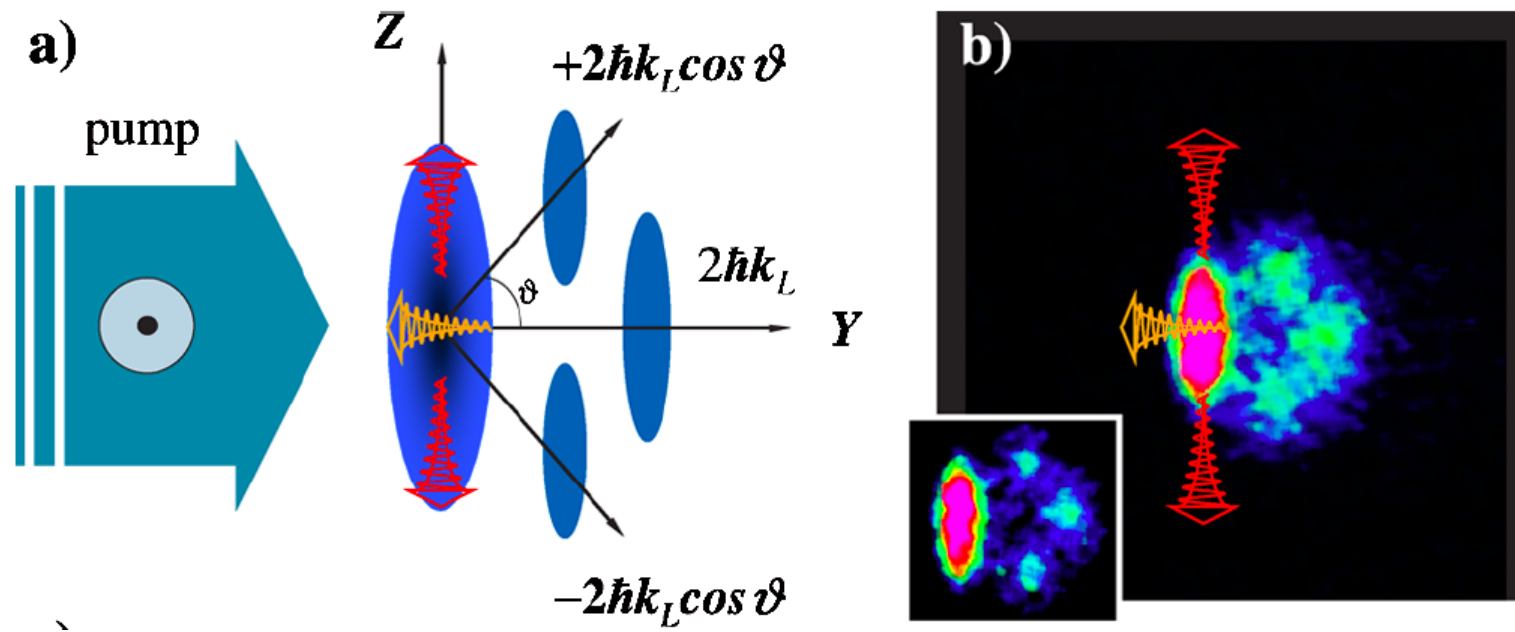 a)
pump
Z
+2ħk_L cos ϑ
ϑ
2ħk_L
Y
−2ħk_L cos ϑ
b)